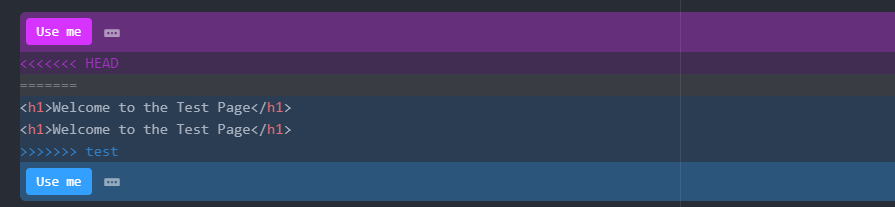 Use me
<<<<<<< HEAD
=======
<h1>Welcome to the Test Page</h1>
<h1>Welcome to the Test Page</h1>
>>>>>>> test
Use me